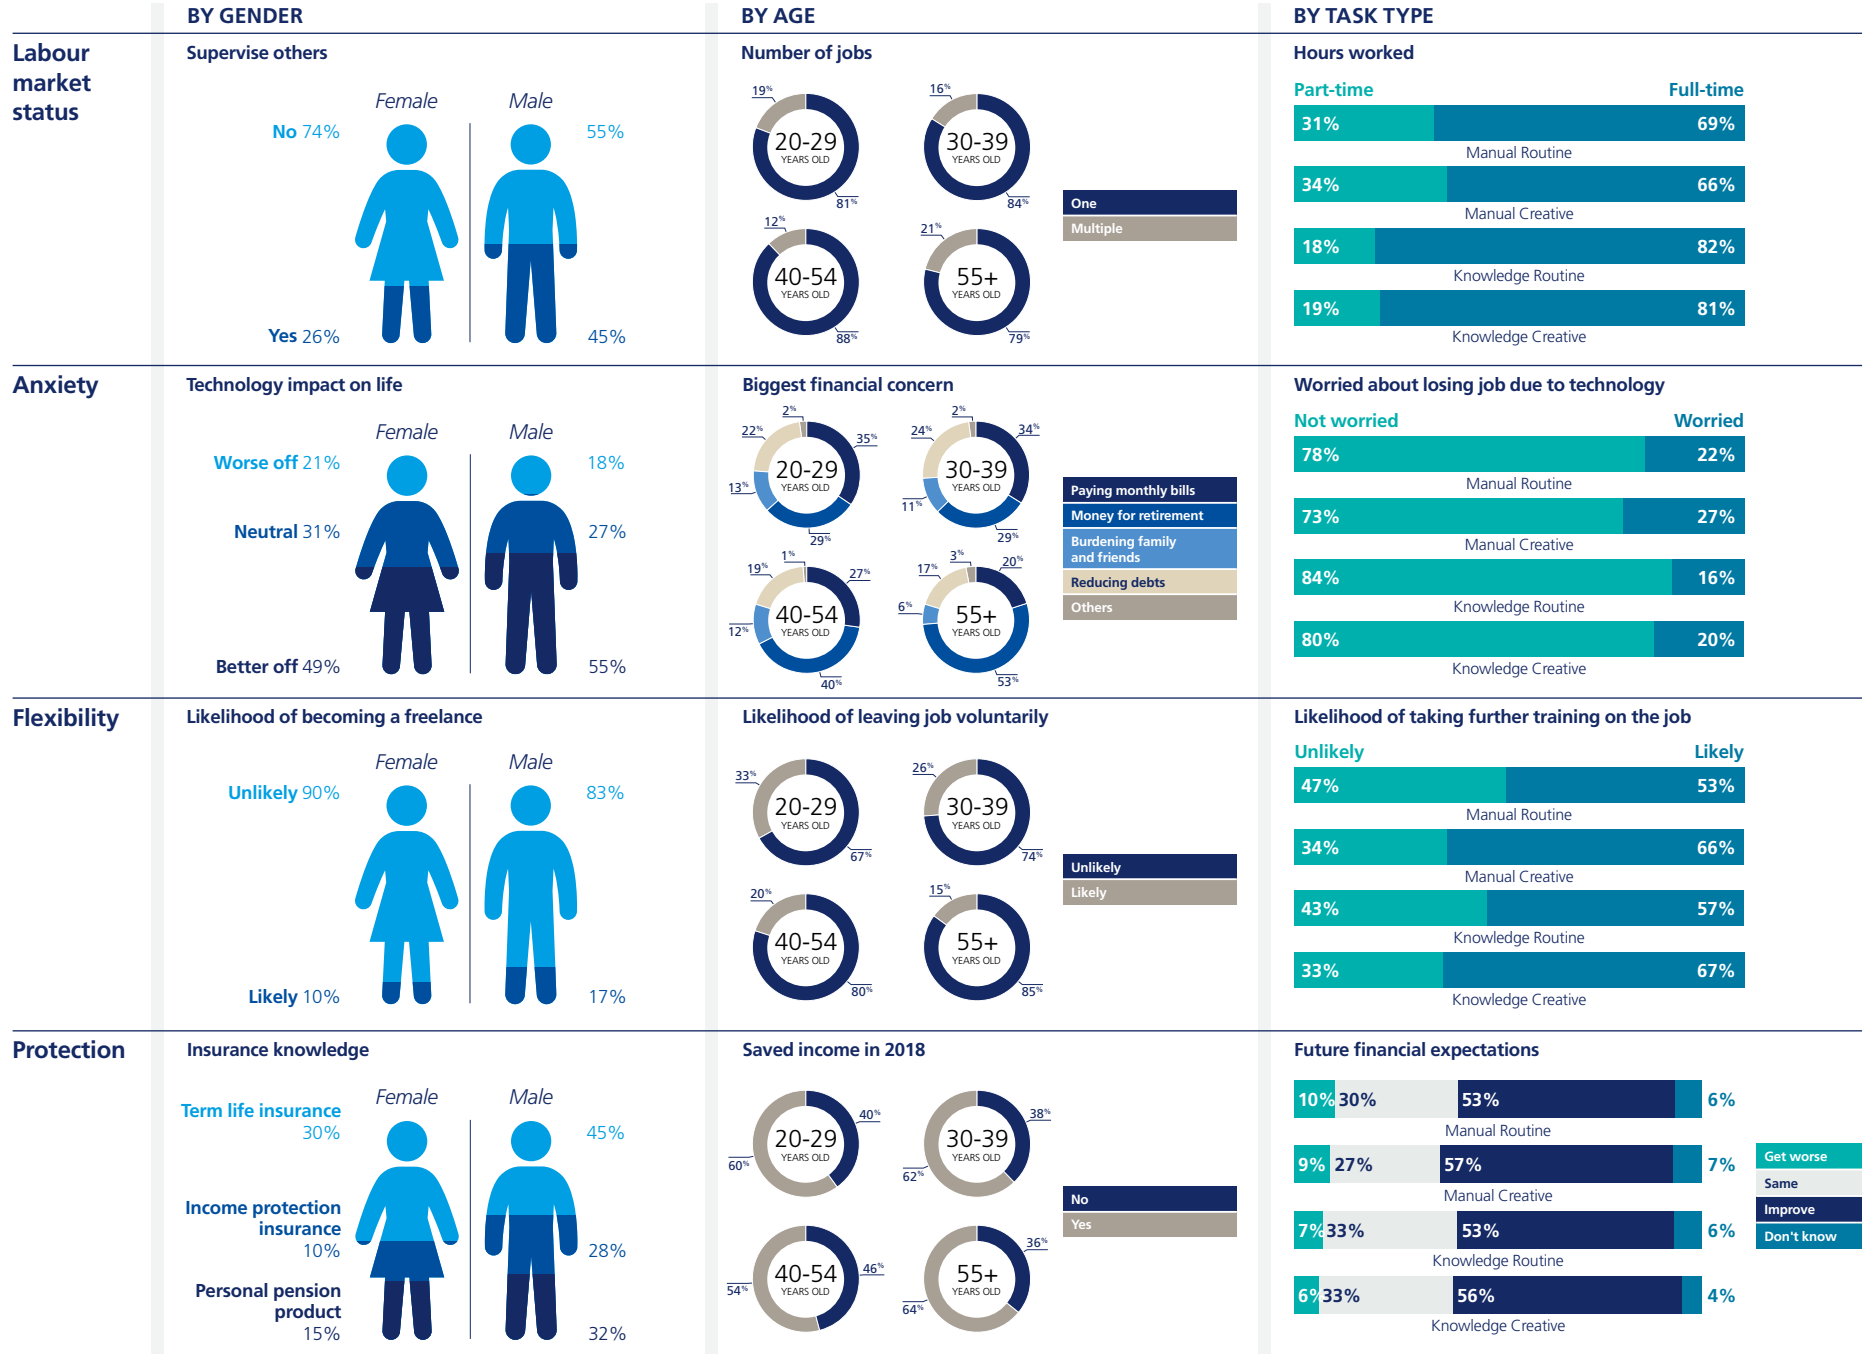 BY GENDER
BY AGE
BY TASK TYPE
Labour
market
status
Supervise others
Female
Male
No 74%
55%
Yes 26%
45%
Number of jobs
19%
20-29
YEARS OLD
81%
16%
30-39
YEARS OLD
84%
12%
40-54
YEARS OLD
88%
21%
55+
YEARS OLD
79%
One
Multiple
Hours worked
Part-time
Full-time
31%
69%
Manual Routine
34%
66%
Manual Creative
18%
82%
Knowledge Routine
19%
81%
Knowledge Creative
Anxiety
Technology impact on life
Female
Male
Worse off 21%
18%
Neutral 31%
27%
Better off 49%
55%
Biggest financial concern
2%
22%
35%
20-29
YEARS OLD
13%
29%
2%
24%
34%
30-39
YEARS OLD
11%
29%
1%
19%
27%
40-54
YEARS OLD
12%
40%
3%
17%
20%
6%
55+
YEARS OLD
53%
Paying monthly bills
Money for retirement
Burdening family
and friends
Reducing debts
Others
Worried about losing job due to technology
Not worried
Worried
78%
22%
Manual Routine
73%
27%
Manual Creative
84%
16%
Knowledge Routine
80%
20%
Knowledge Creative
Flexibility
Likelihood of becoming a freelance
Female
Male
Unlikely 90%
83%
Likely 10%
17%
Likelihood of leaving job voluntarily
33%
20-29
YEARS OLD
67%
26%
30-39
YEARS OLD
74%
20%
40-54
YEARS OLD
80%
15%
55+
YEARS OLD
85%
Unlikely
Likely
Likelihood of taking further training on the job
Unlikely
Likely
47%
53%
Manual Routine
34%
66%
Manual Creative
43%
57%
Knowledge Routine
33%
67%
Knowledge Creative
Protection
Insurance knowledge
Female
Male
Term life insurance
30%
45%
Income protection
insurance
10%
28%
Personal pension
product
15%
32%
Saved income in 2018
40%
20-29
YEARS OLD
60%
38%
30-39
YEARS OLD
62%
46%
40-54
YEARS OLD
54%
36%
55+
YEARS OLD
64%
No
Yes
Future financial expectations
10% 30%
53%
6%
Manual Routine
9% 27%
57%
7%
Manual Creative
7% 33%
53%
6%
Knowledge Routine
6% 33%
56%
4%
Knowledge Creative
Get worse
Same
Improve
Don't know